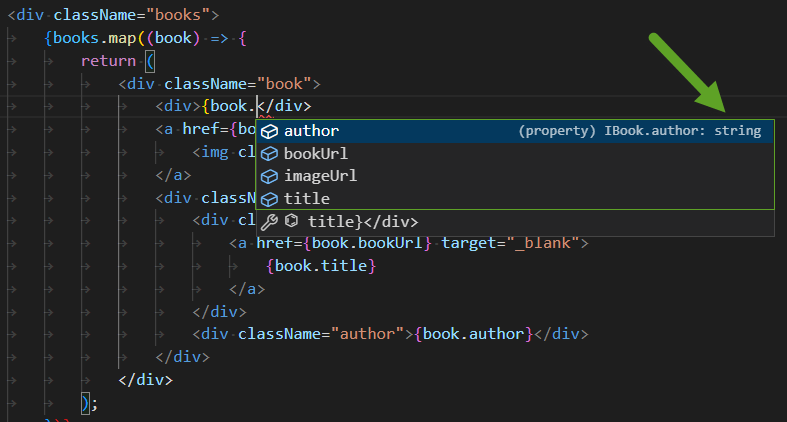 <div className="books">
{books.map((book) => {
return (
<div className="book">
<div>{book.</div>
<a href={bo
author (property) IBook.author: string
<img cl
bookUrl
</a>
imageUrl
<div classN
title
<div cl
title}</div>
<a href={book.bookUrl} target="_blank">
{book.title}
</a>
</div>
<div className="author">{book.author}</div>
</div>
</div>
);
}))}